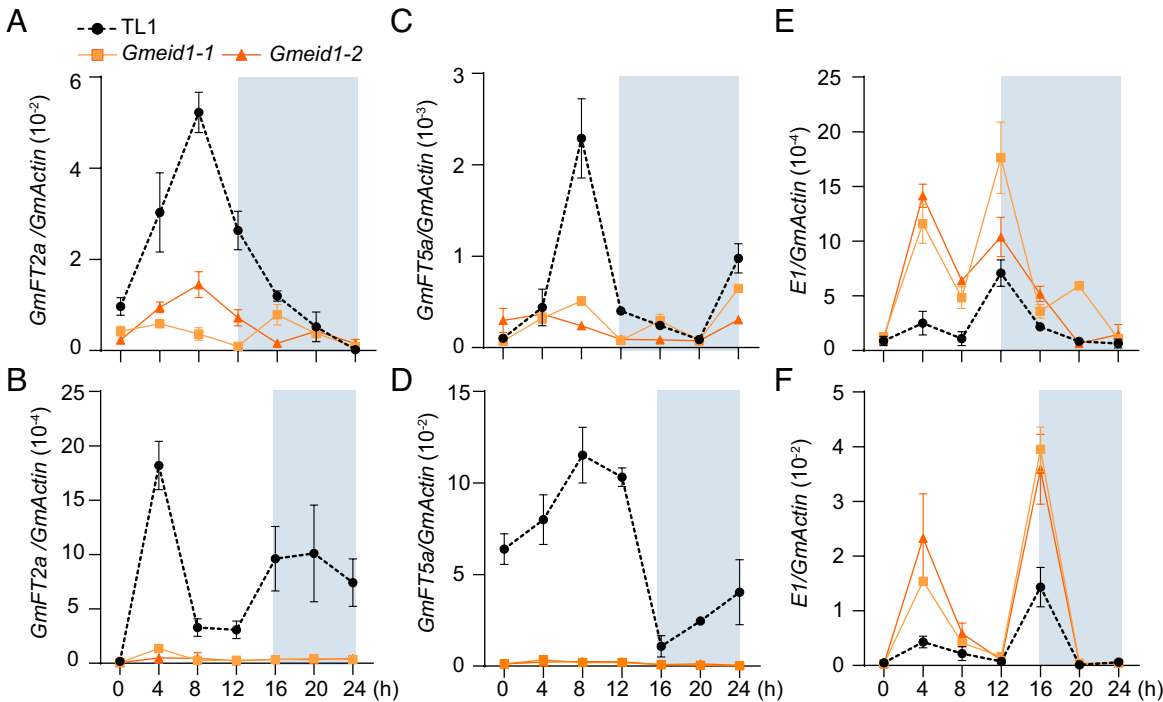 A
TL1
Gmeid1-1
Gmeid1-2
GmFT2a /GmActin (10-2)
6
4
2
0
C
GmFT5a/GmActin (10-3)
3
2
1
0
E
E1/GmActin (10-4)
25
20
15
10
5
0
B
GmFT2a /GmActin (10-4)
25
20
15
10
5
0
0 4 8 12 16 20 24 (h)
D
GmFT5a/GmActin (10-2)
15
10
5
0
0 4 8 12 16 20 24 (h)
F
E1/GmActin (10-2)
5
4
3
2
1
0
0 4 8 12 16 20 24 (h)